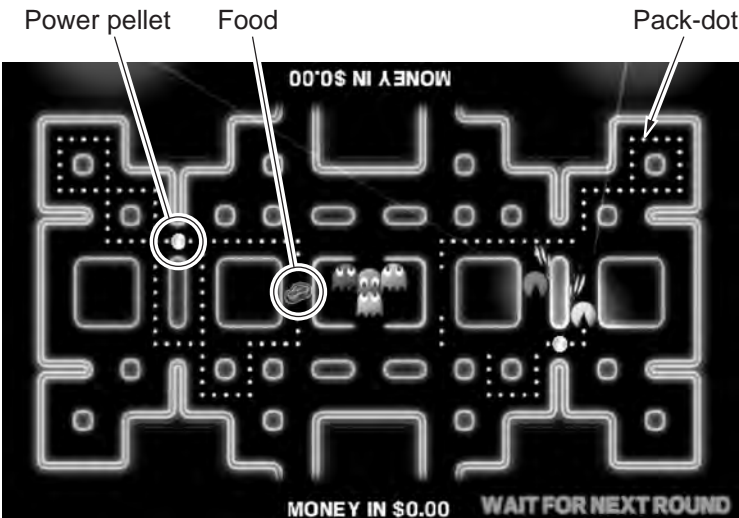 Power pellet Food Pack-dot
MONEY IN $0.00
MONEY IN $0.00 WAIT FOR NEXT ROUND